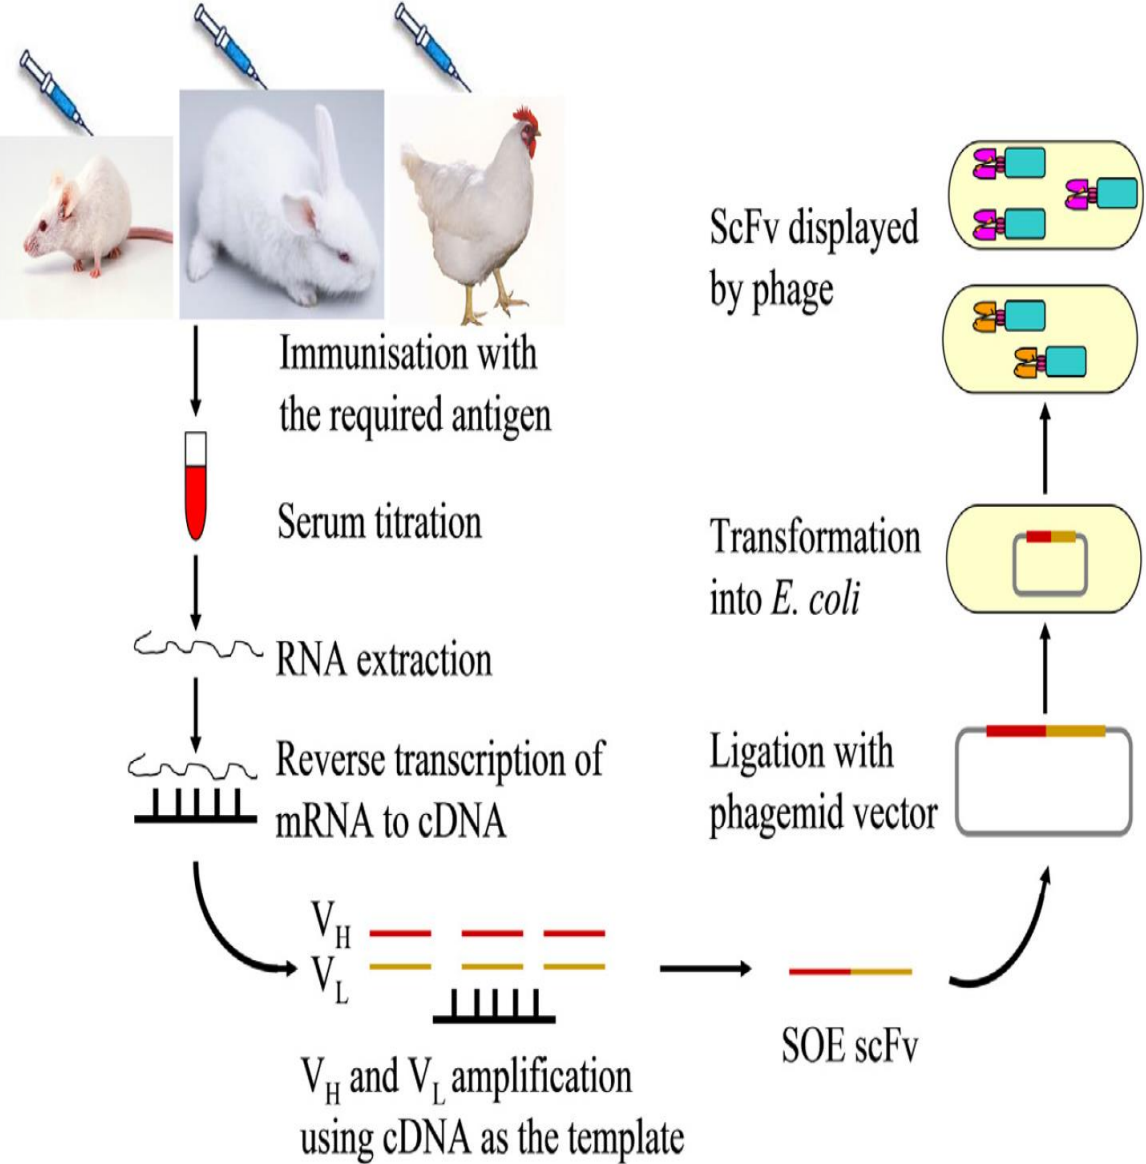 Immunisation with
the required antigen
Serum titration
RNA extraction
Reverse transcription of
mRNA to cDNA
VH
VL
VH and VL amplification
using cDNA as the template
SOE scFv
Ligation with
phagemid vector
Transformation
into E. coli
ScFv displayed
by phage